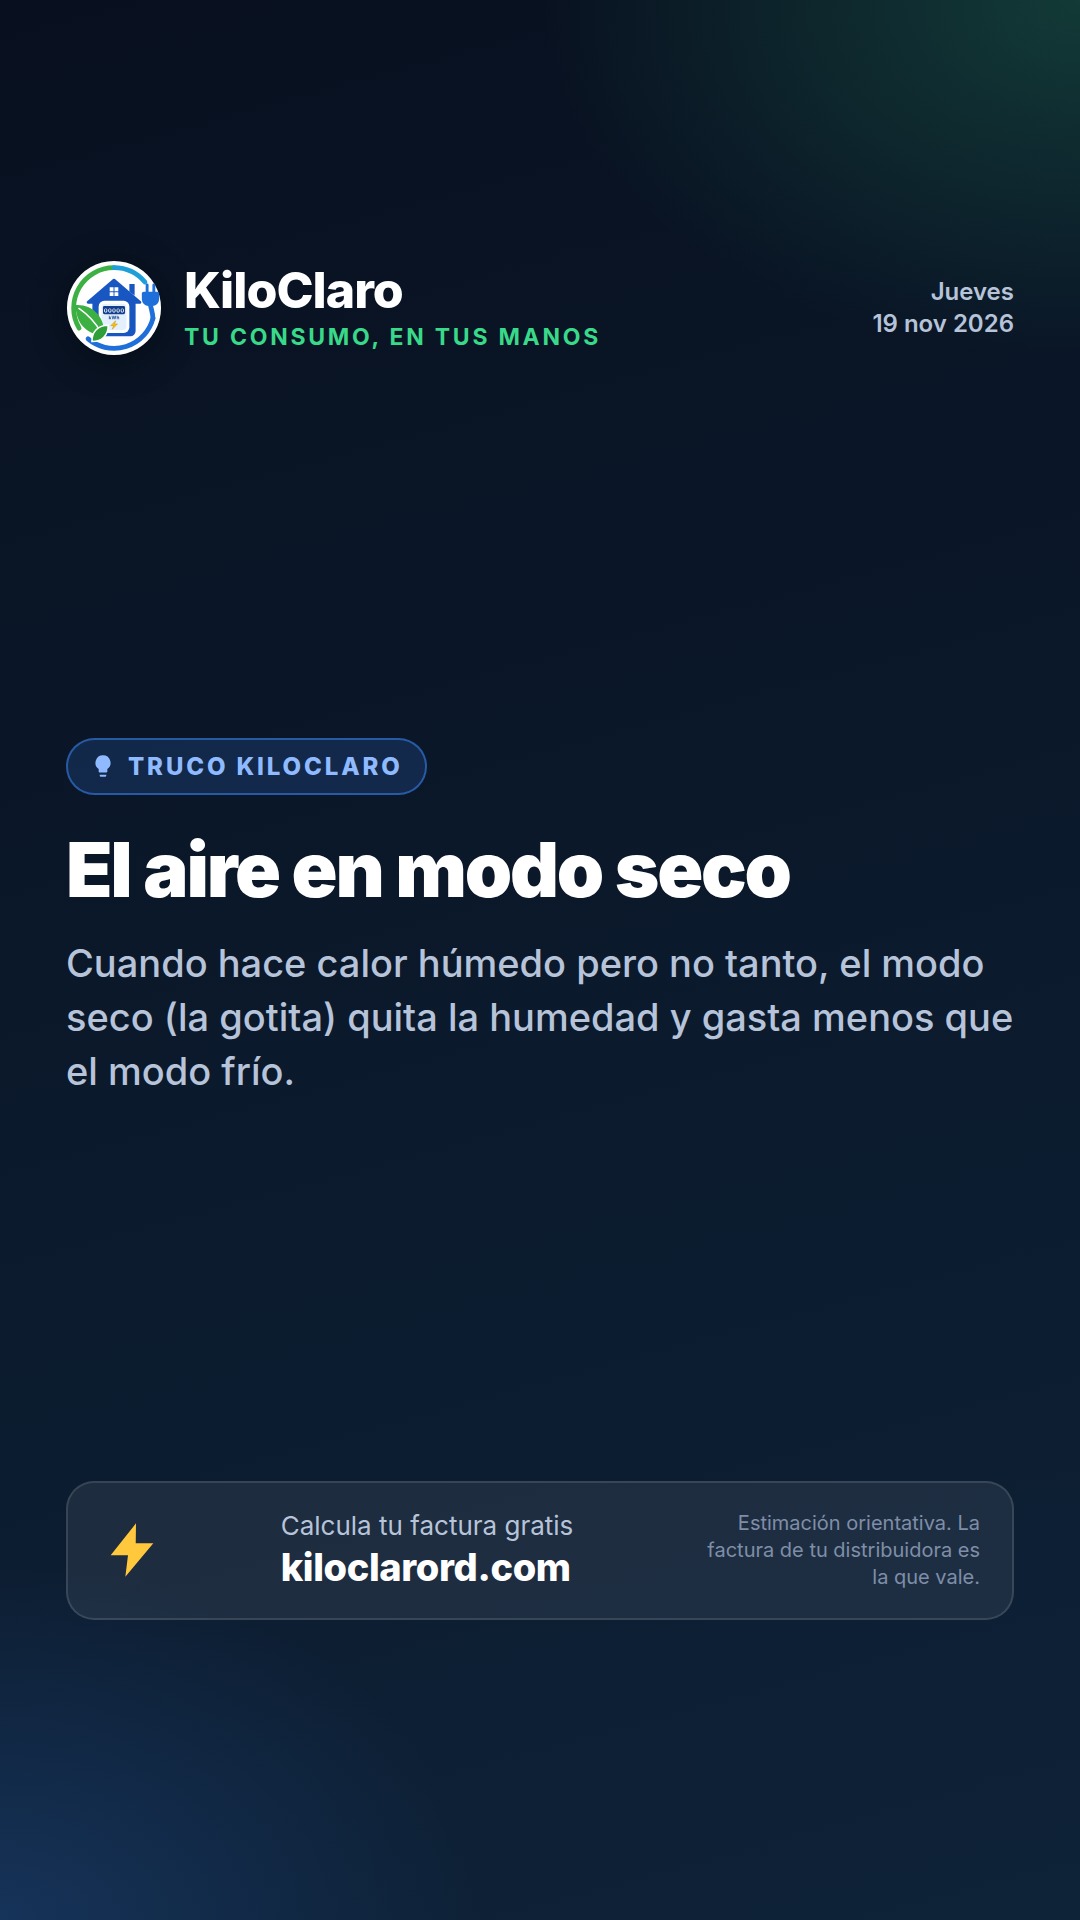 KiloClaro
TU CONSUMO, EN TUS MANOS
Jueves
19 nov 2026
TRUCO KILOCLARO
El aire en modo seco
Cuando hace calor húmedo pero no tanto, el modo
seco (la gotita) quita la humedad y gasta menos que
el modo frío.
Calcula tu factura gratis
kiloclarord.com
Estimación orientativa. La
factura de tu distribuidora es
la que vale.